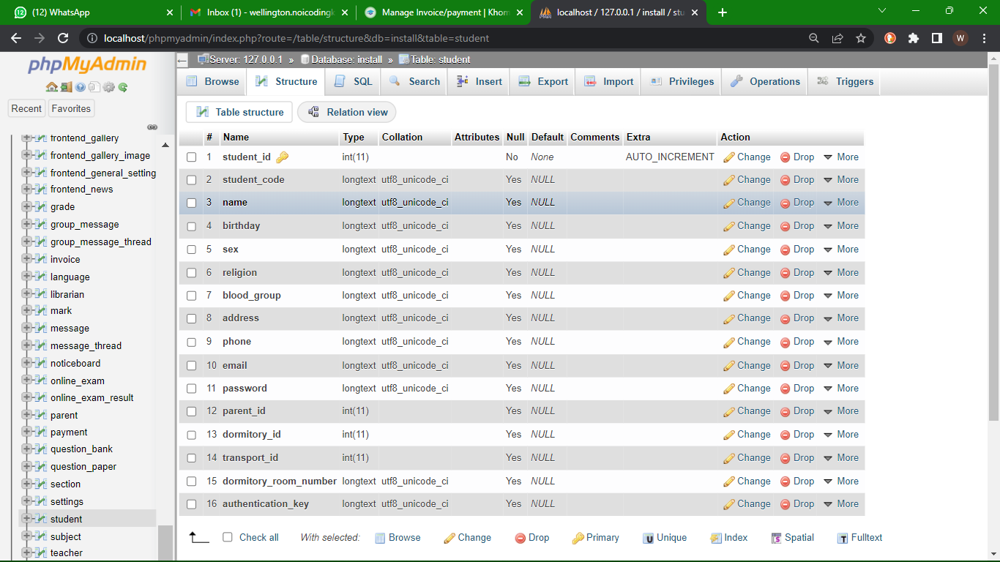 (12) WhatsApp
Inbox (1) - wellington.noicodingk
Manage Invoice/payment | Khom
localhost / 127.0.0.1 / install / stu
localhost/phpmyadmin/index.php?route=/table/structure&db=install&table=student
W
phpMyAdmin
Recent Favorites
frontend_gallery
frontend_gallery_image
frontend_general_setting
frontend_news
grade
group_message
group_message_thread
invoice
language
librarian
mark
message
message_thread
noticeboard
online_exam
online_exam_result
parent
payment
question_bank
question_paper
section
settings
student
subject
teacher
Server: 127.0.0.1 » Database: install » Table: student
Browse Structure SQL Search Insert Export Import Privileges Operations Triggers
Table structure Relation view
# Name Type Collation Attributes Null Default Comments Extra Action
1 student_id int(11) No None AUTO_INCREMENT Change Drop More
2 student_code longtext utf8_unicode_ci Yes NULL Change Drop More
3 name longtext utf8_unicode_ci Yes NULL Change Drop More
4 birthday longtext utf8_unicode_ci Yes NULL Change Drop More
5 sex longtext utf8_unicode_ci Yes NULL Change Drop More
6 religion longtext utf8_unicode_ci Yes NULL Change Drop More
7 blood_group longtext utf8_unicode_ci Yes NULL Change Drop More
8 address longtext utf8_unicode_ci Yes NULL Change Drop More
9 phone longtext utf8_unicode_ci Yes NULL Change Drop More
10 email longtext utf8_unicode_ci Yes NULL Change Drop More
11 password longtext utf8_unicode_ci Yes NULL Change Drop More
12 parent_id int(11) Yes NULL Change Drop More
13 dormitory_id int(11) Yes NULL Change Drop More
14 transport_id int(11) Yes NULL Change Drop More
15 dormitory_room_number longtext utf8_unicode_ci Yes NULL Change Drop More
16 authentication_key longtext utf8_unicode_ci Yes NULL Change Drop More
Check all With selected: Browse Change Drop Primary Unique Index Spatial Fulltext